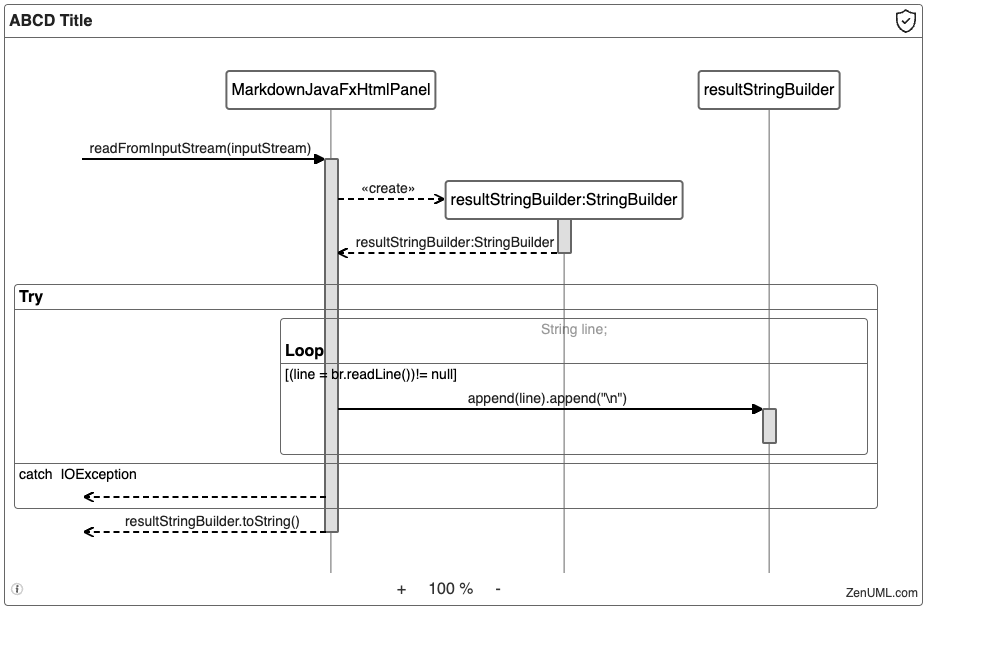 ABCD Title
MarkdownJavaFxHtmlPanel
resultStringBuilder
readFromInputStream(inputStream)
«create»
resultStringBuilder:StringBuilder
resultStringBuilder:StringBuilder
Try
String line;
Loop
[(line = br.readLine())!= null]
append(line).append("\n")
catch IOException
resultStringBuilder.toString()
+ 100 % -
ZenUML.com